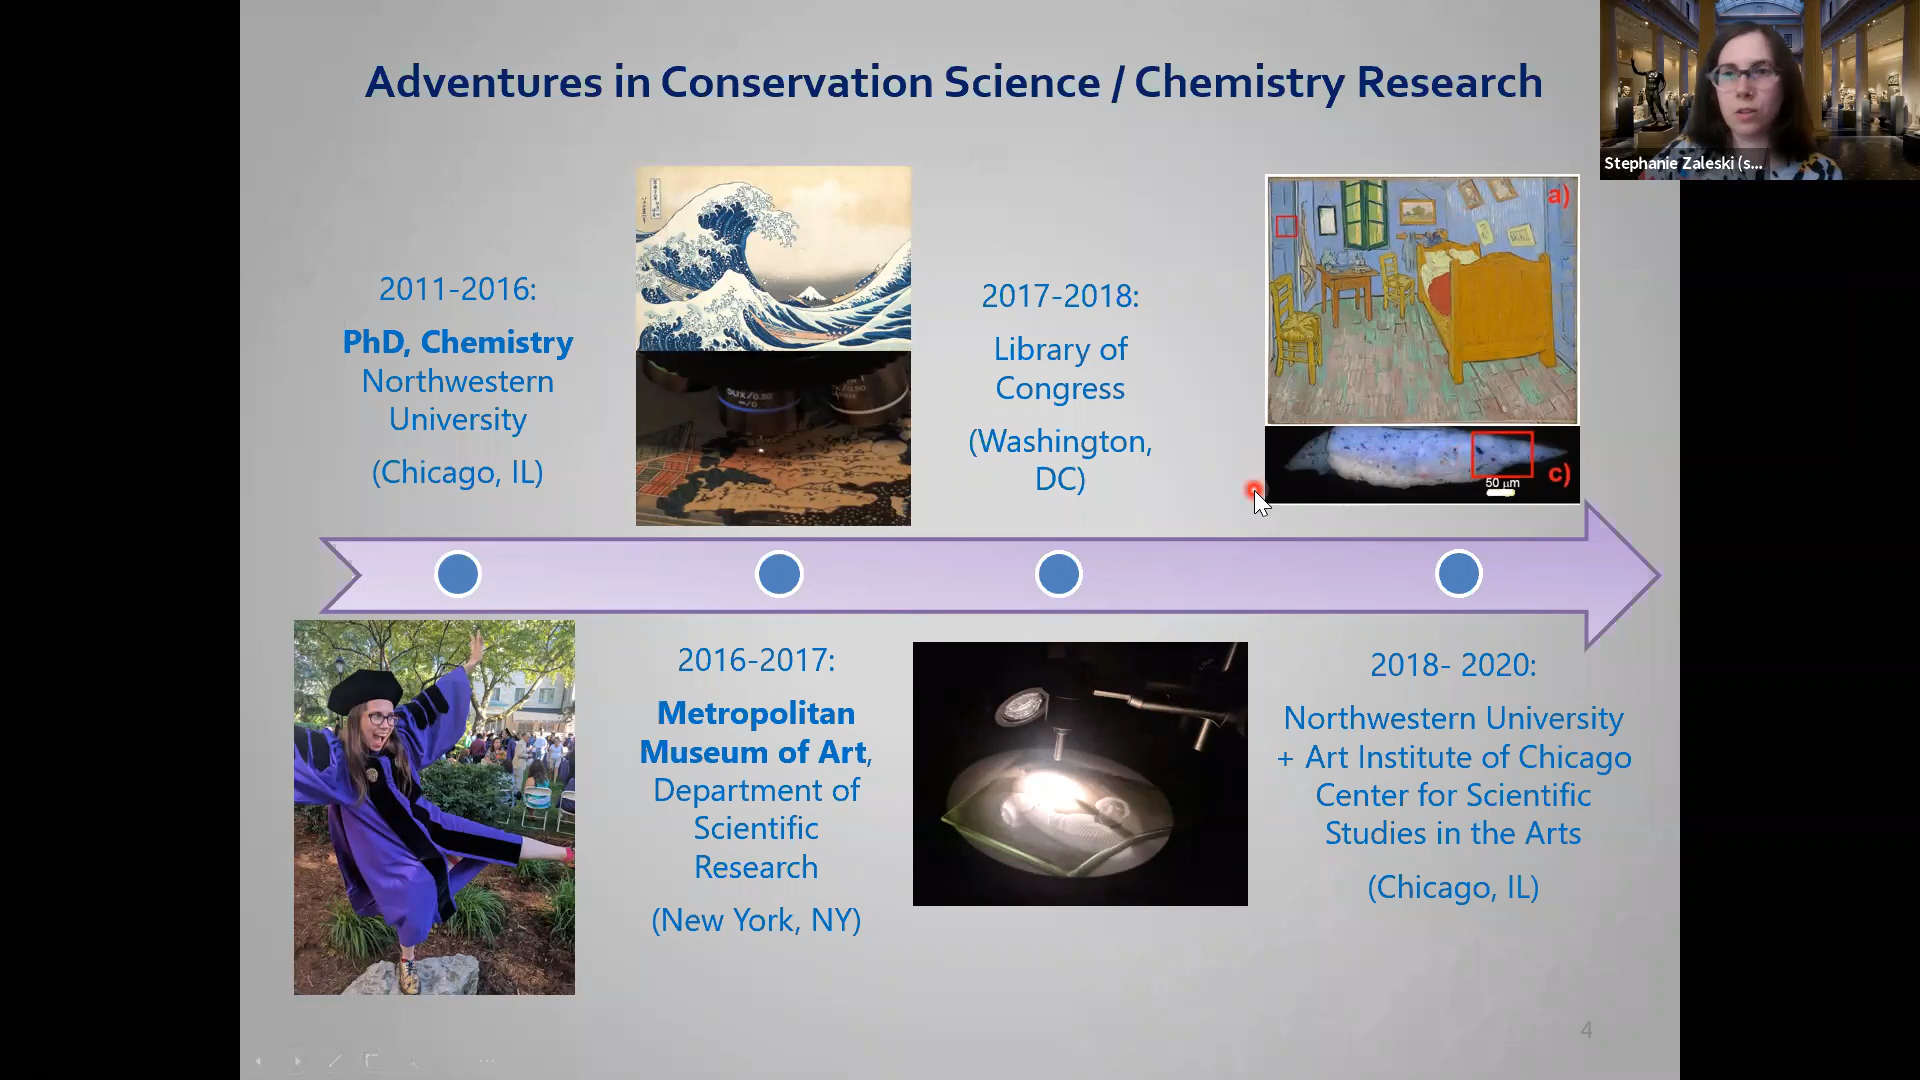 Adventures in Conservation Science / Chemistry Research
Stephanie Zaleski (s...
2011-2016:
PhD, Chemistry
Northwestern
University
(Chicago, IL)
2017-2018:
Library of
Congress
(Washington,
DC)
a)
50 µm
c)
2016-2017:
Metropolitan
Museum of Art,
Department of
Scientific
Research
(New York, NY)
2018- 2020:
Northwestern University
+ Art Institute of Chicago
Center for Scientific
Studies in the Arts
(Chicago, IL)
4